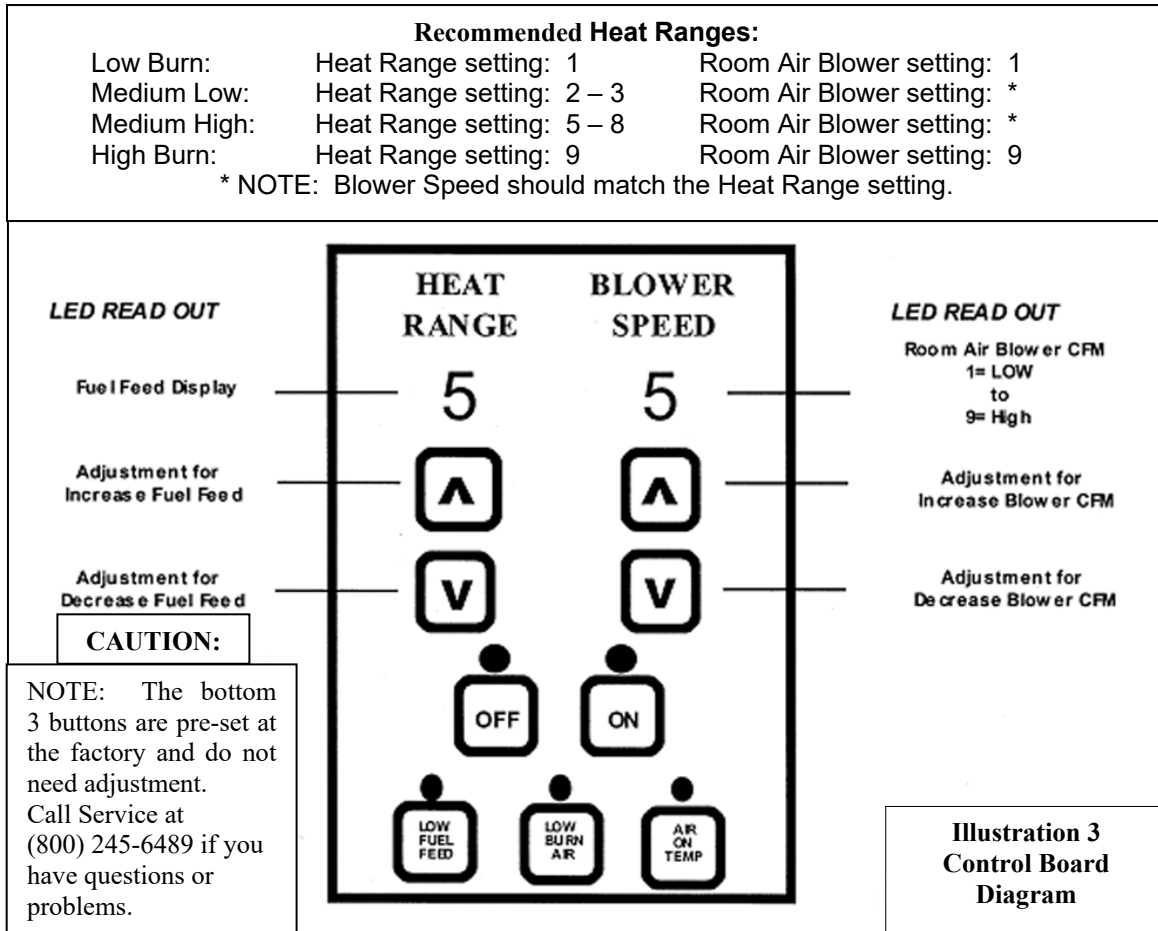 Recommended Heat Ranges:
Low Burn: Heat Range setting: 1 Room Air Blower setting: 1
Medium Low: Heat Range setting: 2 – 3 Room Air Blower setting: *
Medium High: Heat Range setting: 5 – 8 Room Air Blower setting: *
High Burn: Heat Range setting: 9 Room Air Blower setting: 9
* NOTE: Blower Speed should match the Heat Range setting.
LED READ OUT
Fuel Feed Display
Adjustment for
Increase Fuel Feed
Adjustment for
Decrease Fuel Feed
HEAT
RANGE
BLOWER
SPEED
5 5
Λ Λ
V V
OFF ON
LOW
FUEL
FEED
LOW
BURN
AIR
AIR
ON
TEMP
LED READ OUT
Room Air Blower CFM
1= LOW
to
9= High
Adjustment for
Increase Blower CFM
Adjustment for
Decrease Blower CFM
CAUTION:
NOTE: The bottom
3 buttons are pre-set at
the factory and do not
need adjustment.
Call Service at
(800) 245-6489 if you
have questions or
problems.
Illustration 3
Control Board
Diagram